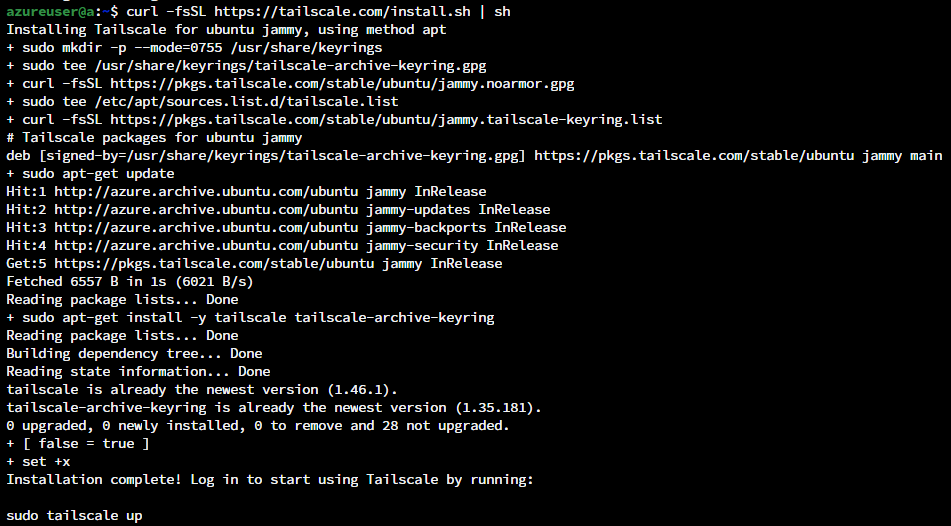 azureuser@a:~$ curl -fsSL https://tailscale.com/install.sh | sh
Installing Tailscale for ubuntu jammy, using method apt
+ sudo mkdir -p --mode=0755 /usr/share/keyrings
+ sudo tee /usr/share/keyrings/tailscale-archive-keyring.gpg
+ curl -fsSL https://pkgs.tailscale.com/stable/ubuntu/jammy.noarmor.gpg
+ sudo tee /etc/apt/sources.list.d/tailscale.list
+ curl -fsSL https://pkgs.tailscale.com/stable/ubuntu/jammy.tailscale-keyring.list
# Tailscale packages for ubuntu jammy
deb [signed-by=/usr/share/keyrings/tailscale-archive-keyring.gpg] https://pkgs.tailscale.com/stable/ubuntu jammy main
+ sudo apt-get update
Hit:1 http://azure.archive.ubuntu.com/ubuntu jammy InRelease
Hit:2 http://azure.archive.ubuntu.com/ubuntu jammy-updates InRelease
Hit:3 http://azure.archive.ubuntu.com/ubuntu jammy-backports InRelease
Hit:4 http://azure.archive.ubuntu.com/ubuntu jammy-security InRelease
Get:5 https://pkgs.tailscale.com/stable/ubuntu jammy InRelease
Fetched 6557 B in 1s (6021 B/s)
Reading package lists... Done
+ sudo apt-get install -y tailscale tailscale-archive-keyring
Reading package lists... Done
Building dependency tree... Done
Reading state information... Done
tailscale is already the newest version (1.46.1).
tailscale-archive-keyring is already the newest version (1.35.181).
0 upgraded, 0 newly installed, 0 to remove and 28 not upgraded.
+ [ false = true ]
+ set +x
Installation complete! Log in to start using Tailscale by running:

sudo tailscale up